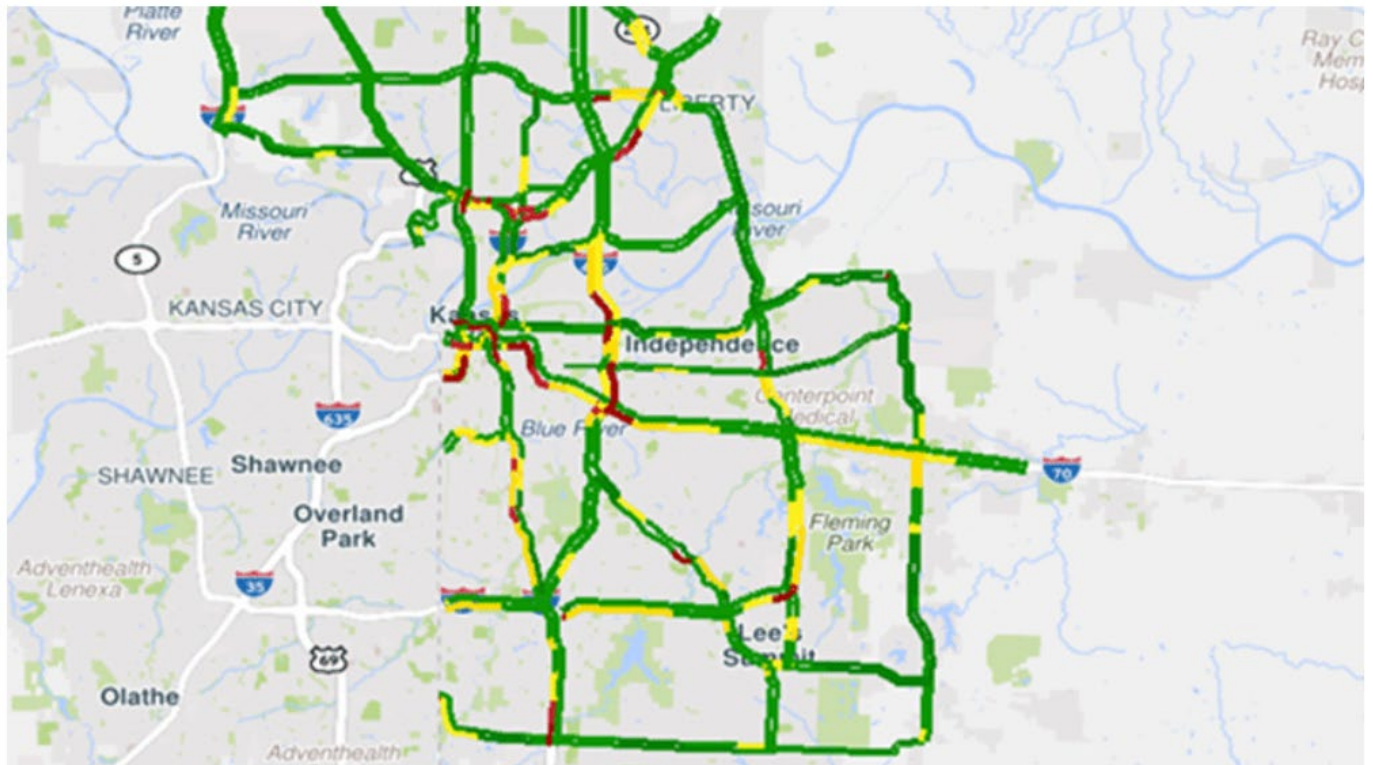 Platte
River
Ray C
Mem
Hosp
LIBERTY
Missouri
River
souri
River
5
KANSAS CITY
Kansas
Independence
Centerpoint
Medical
635
Blue River
SHAWNEE
Shawnee
70
Overland
Park
Fleming
Park
Adventhealth
Lenexa
35
Lee's
Summit
69
Olathe
Adventhealth